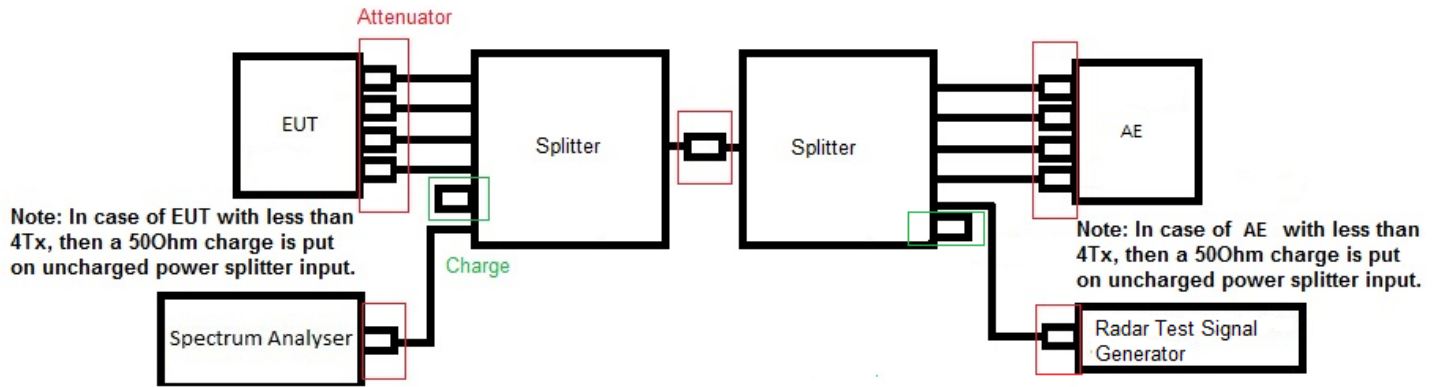 Attenuator
EUT
Splitter
Splitter
AE
Note: In case of EUT with less than
4Tx, then a 50Ohm charge is put
on uncharged power splitter input.
Note: In case of AE with less than
4Tx, then a 50Ohm charge is put
on uncharged power splitter input.
Charge
Spectrum Analyser
Radar Test Signal
Generator